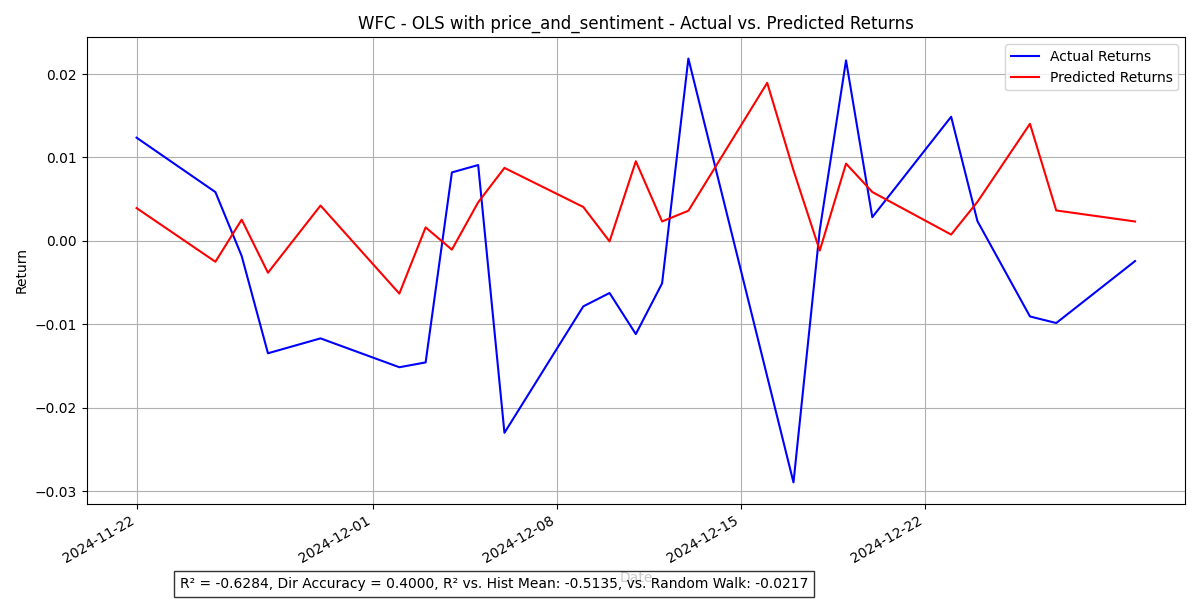 WFC - OLS with price_and_sentiment - Actual vs. Predicted Returns
Actual Returns
Predicted Returns
Return
0.02
0.01
0.00
−0.01
−0.02
−0.03
2024-11-22
2024-12-01
2024-12-08
2024-12-15
2024-12-22
Date
R² = -0.6284, Dir Accuracy = 0.4000, R² vs. Hist Mean: -0.5135, vs. Random Walk: -0.0217